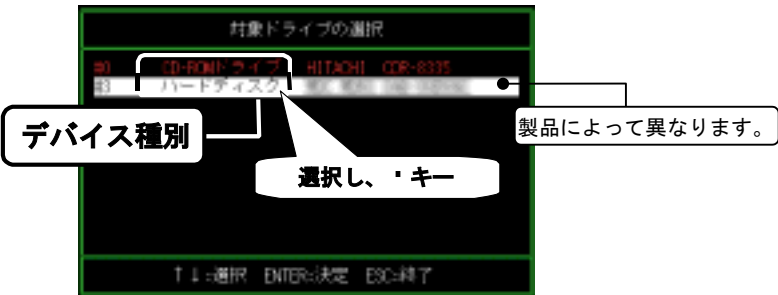 対象ドライブの選択
#0 CD-ROMドライブ HITACHI CDR-8335
#3 ハードディスク
デバイス種別
製品によって異なります。
選択し、・キー
↑↓:選択 ENTER:決定 ESC:終了